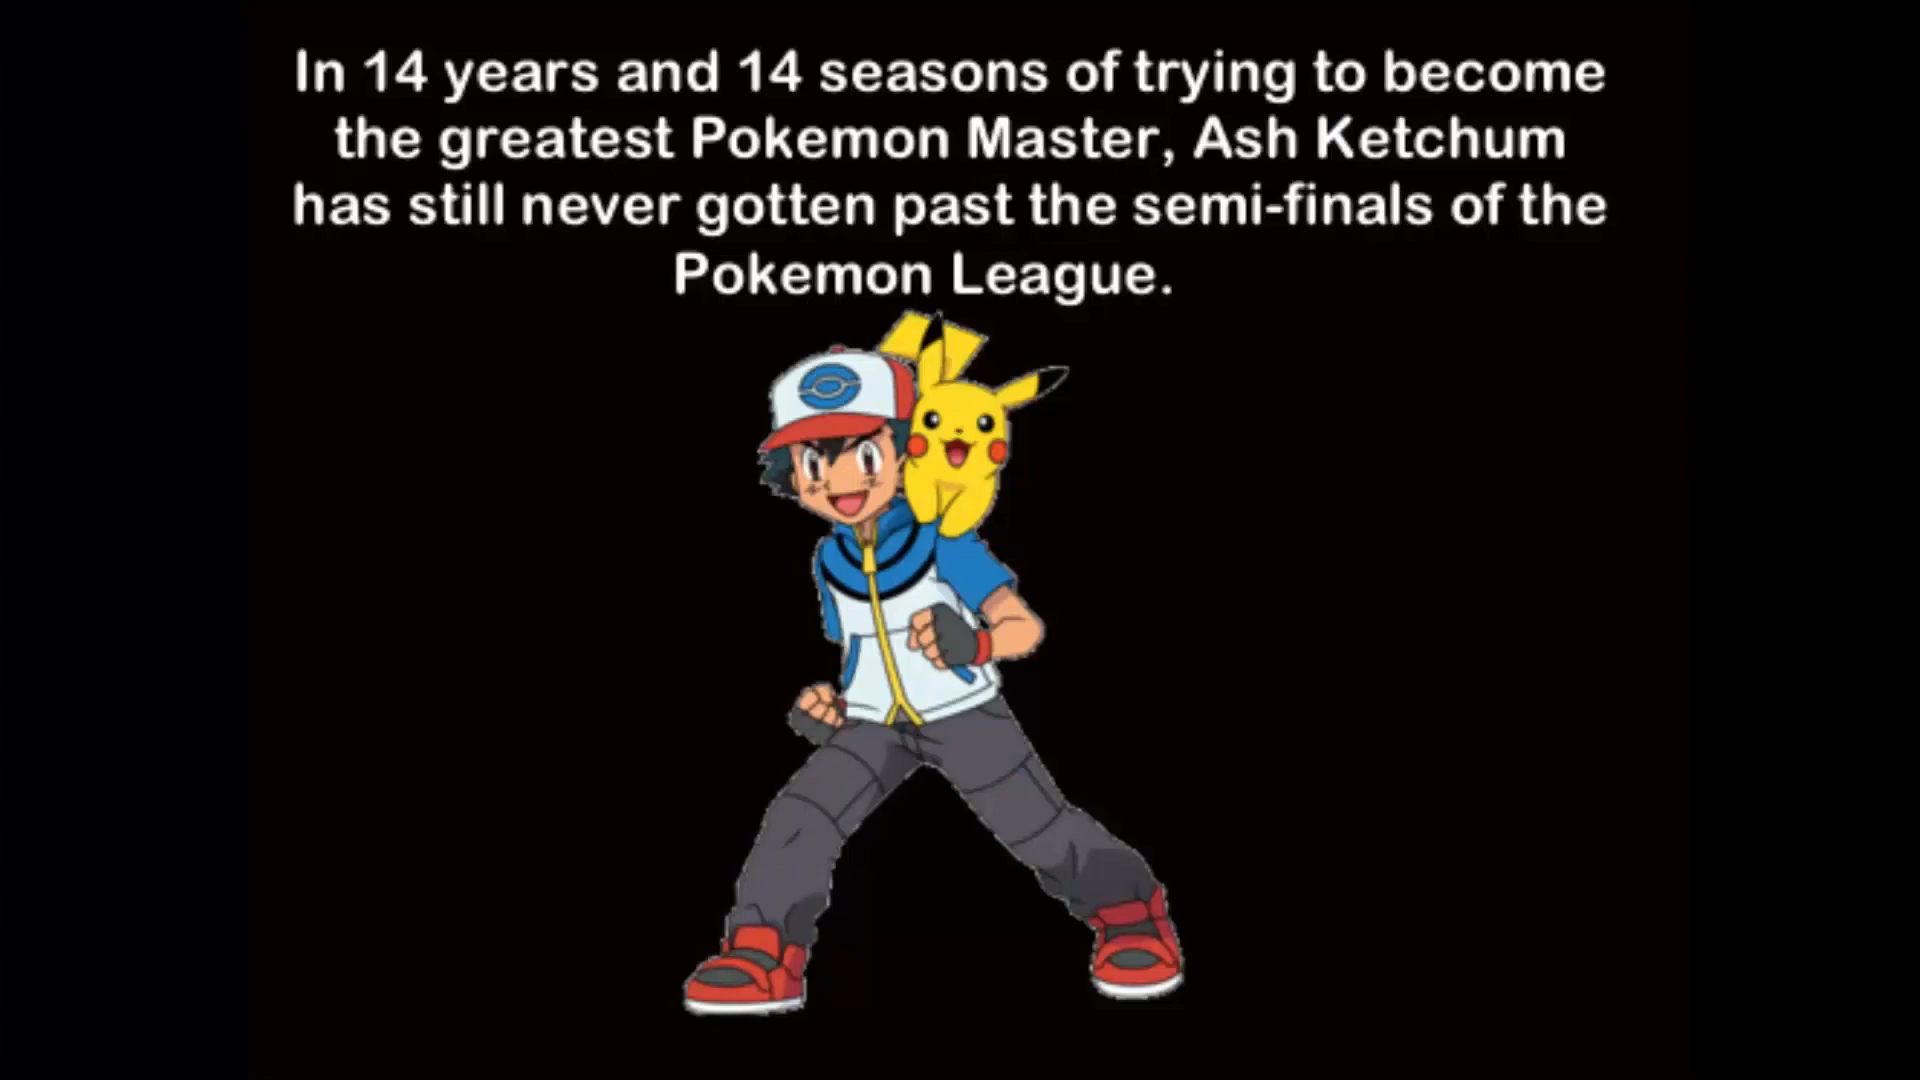 In 14 years and 14 seasons of trying to become
the greatest Pokemon Master, Ash Ketchum
has still never gotten past the semi-finals of the
Pokemon League.